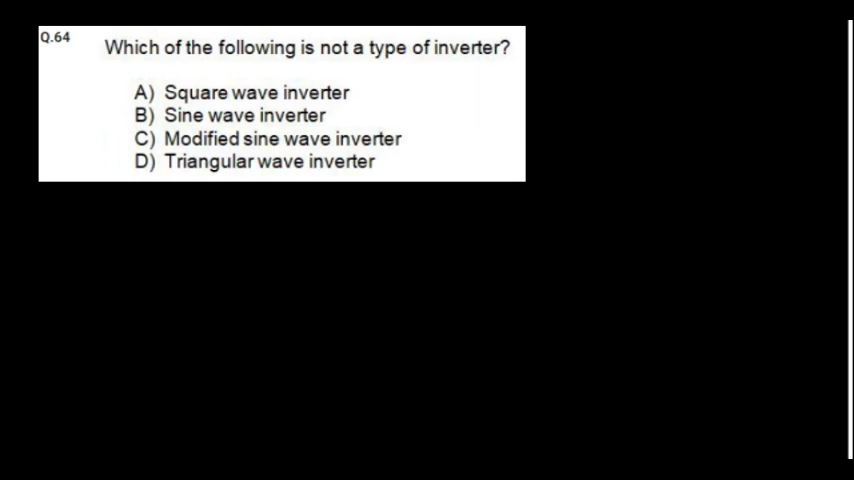 Q.64
Which of the following is not a type of inverter?
A) Square wave inverter
B) Sine wave inverter
C) Modified sine wave inverter
D) Triangular wave inverter